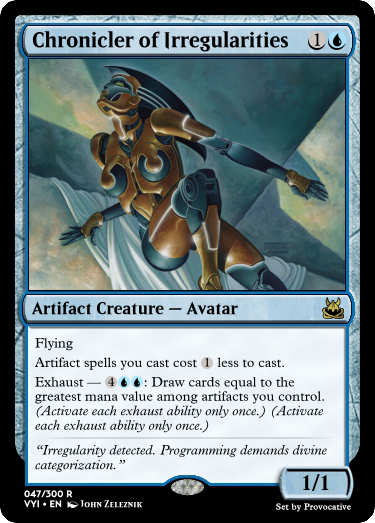 Chronicler of Irregularities 1
Artifact Creature — Avatar
Flying
Artifact spells you cast cost 1 less to cast.
Exhaust — 4: Draw cards equal to the
greatest mana value among artifacts you control.
(Activate each exhaust ability only once.) (Activate
each exhaust ability only once.)
“Irregularity detected. Programming demands divine
categorization.”
1/1
047/300 R
VYI • EN John Zeleznik
Set by Provocative